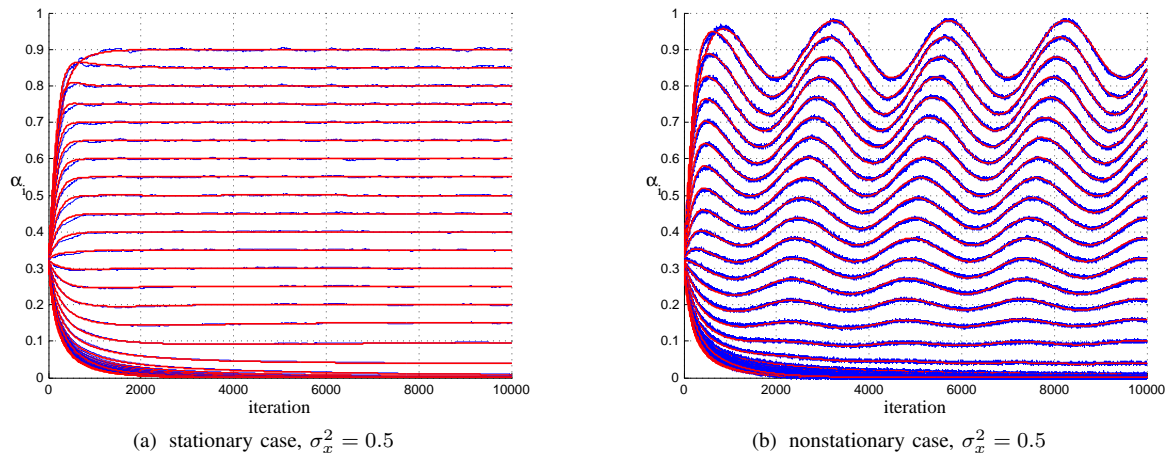 1
0.9
0.8
0.7
0.6
α_i
0.5
0.4
0.3
0.2
0.1
0
0 2000 4000 6000 8000 10000
iteration
(a) stationary case, σ_x^2 = 0.5
1
0.9
0.8
0.7
0.6
α_i
0.5
0.4
0.3
0.2
0.1
0
0 2000 4000 6000 8000 10000
iteration
(b) nonstationary case, σ_x^2 = 0.5